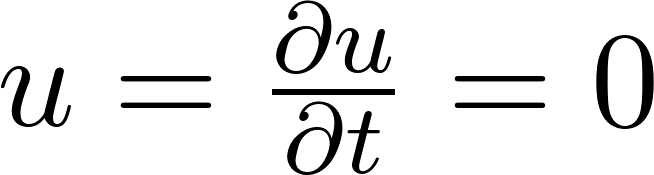 u = ∂u/∂t = 0